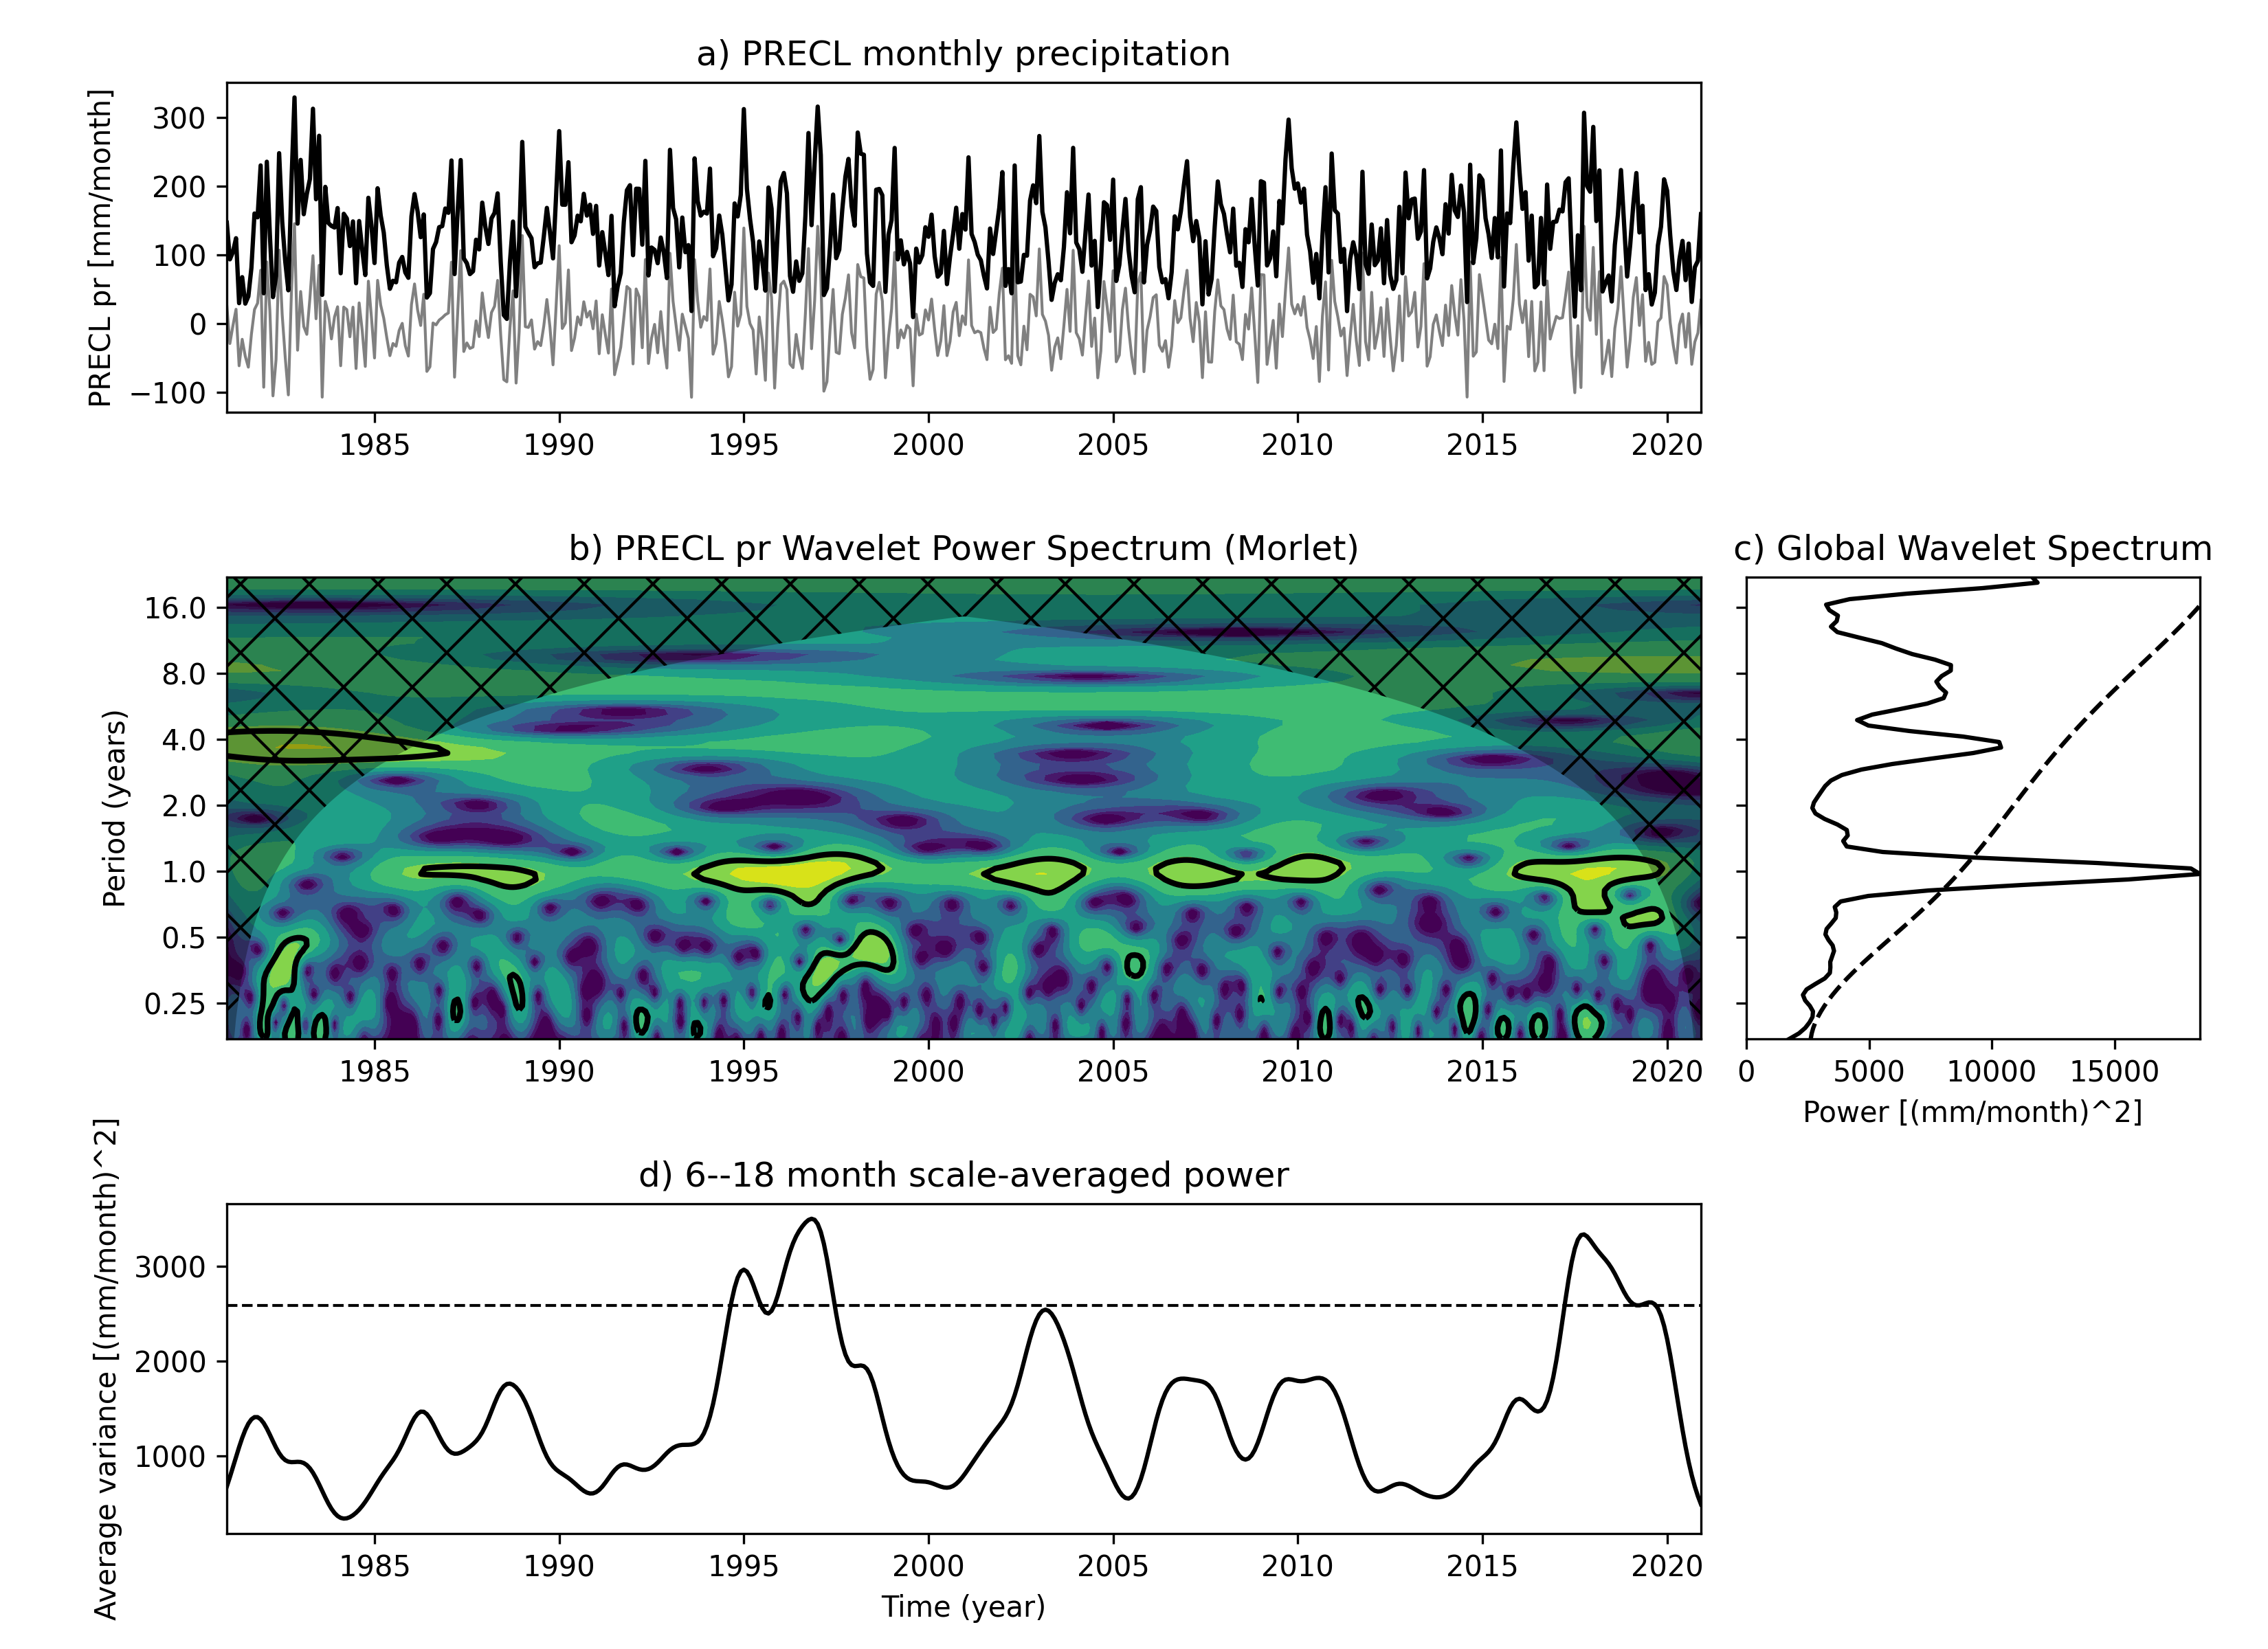 a) PRECL monthly precipitation
PRECL pr [mm/month]
300
200
100
0
−100
1985 1990 1995 2000 2005 2010 2015 2020
b) PRECL pr Wavelet Power Spectrum (Morlet)
Period (years)
16.0
8.0
4.0
2.0
1.0
0.5
0.25
1985 1990 1995 2000 2005 2010 2015 2020
c) Global Wavelet Spectrum
0 5000 10000 15000
Power [(mm/month)^2]
d) 6--18 month scale-averaged power
Average variance [(mm/month)^2]
3000
2000
1000
1985 1990 1995 2000 2005 2010 2015 2020
Time (year)